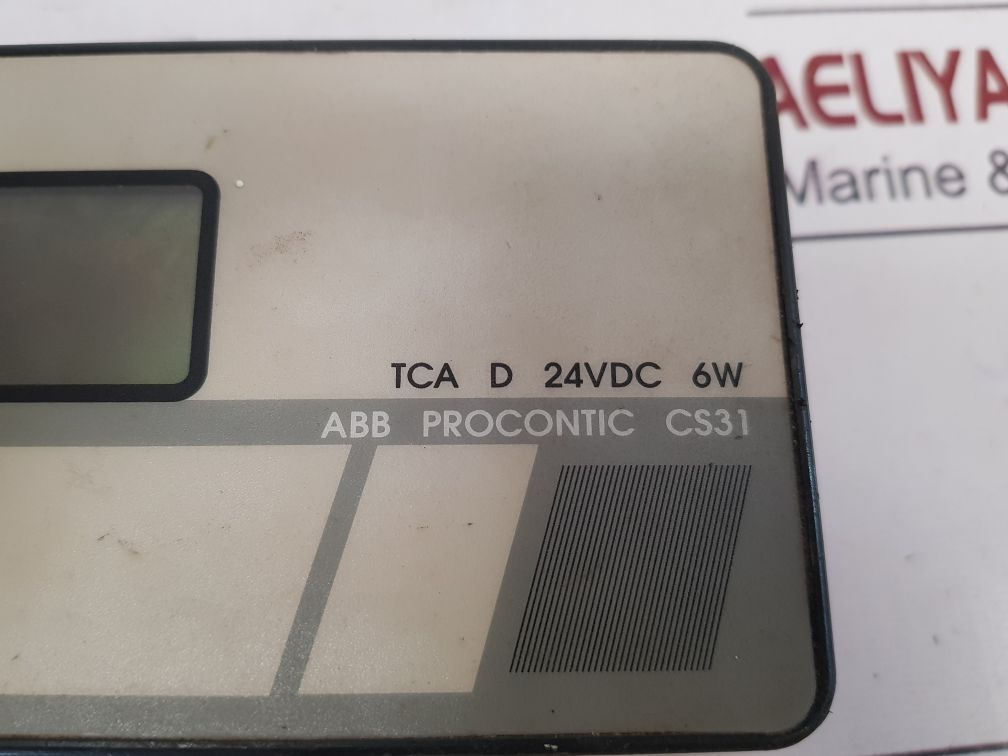 AELIYA
Marine &
TCA D 24VDC 6W
ABB PROCONTIC CS31